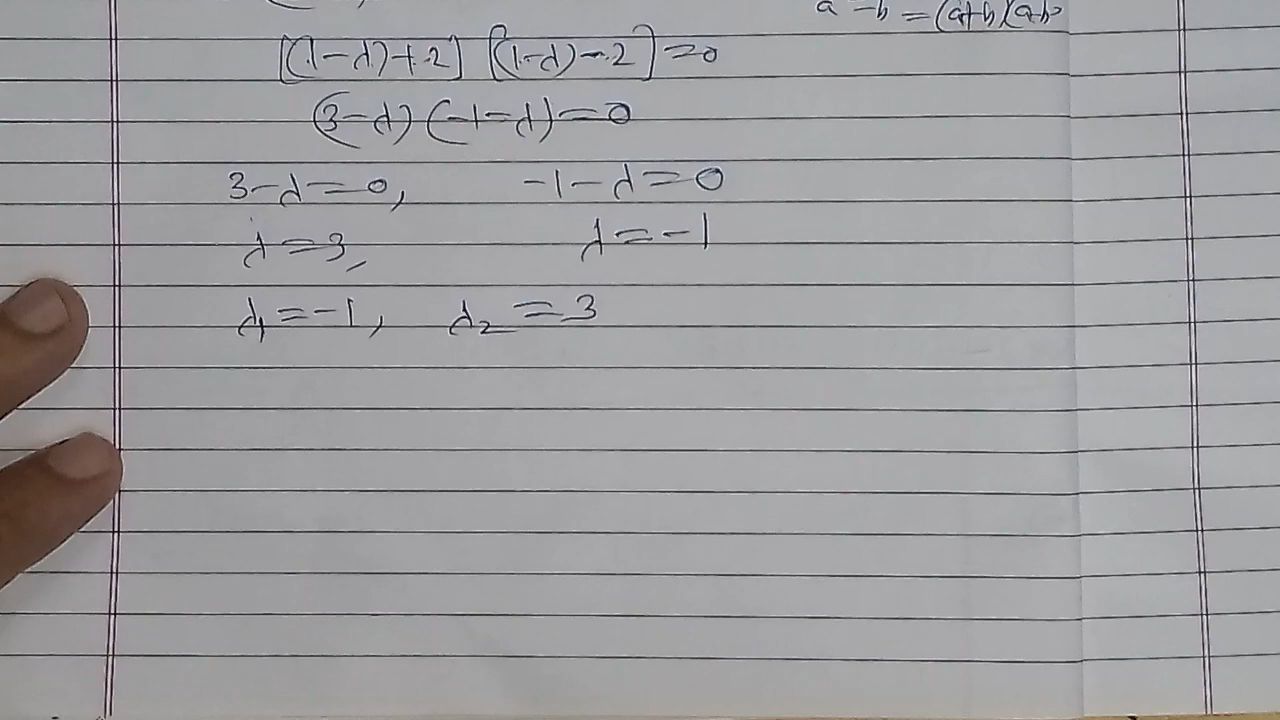 a - b = (a+b)(a-b)
[(1-λ)+2] [(1-λ)-2]=0
(3-λ) (-1-λ)=0
3-λ=0, -1-λ=0
λ=3, λ=-1
λ1=-1, λ2=3